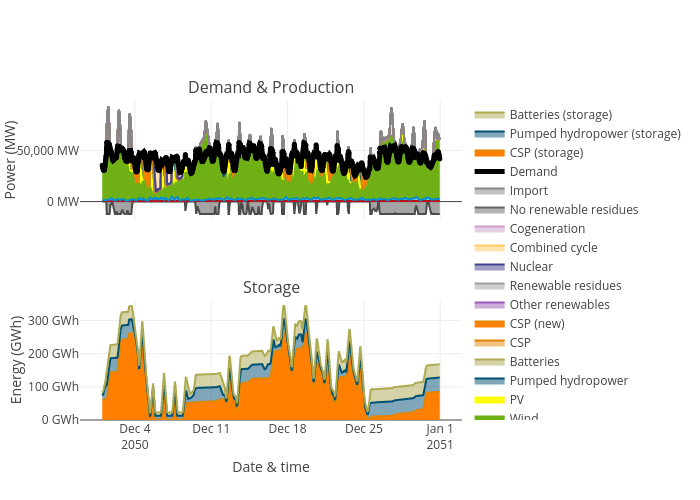 Demand & Production
Power (MW)
50,000 MW
0 MW
Storage
Energy (GWh)
300 GWh
200 GWh
100 GWh
0 GWh
Dec 4
2050
Dec 11
Dec 18
Dec 25
Jan 1
2051
Date & time
Batteries (storage)
Pumped hydropower (storage)
CSP (storage)
Demand
Import
No renewable residues
Cogeneration
Combined cycle
Nuclear
Renewable residues
Other renewables
CSP (new)
CSP
Batteries
Pumped hydropower
PV
Wind